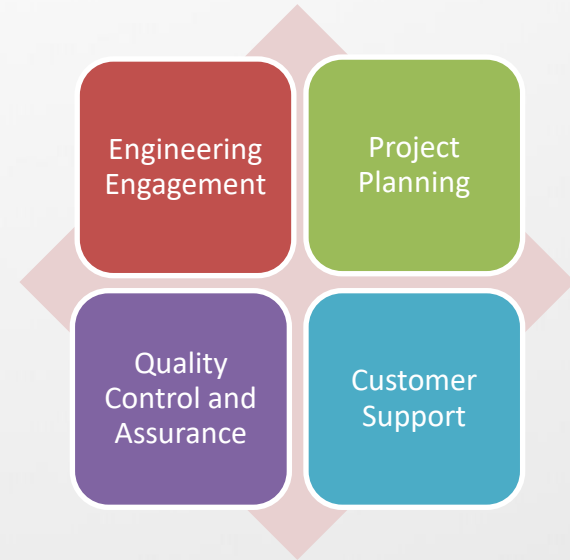 Engineering
Engagement
Project
Planning
Quality
Control and
Assurance
Customer
Support